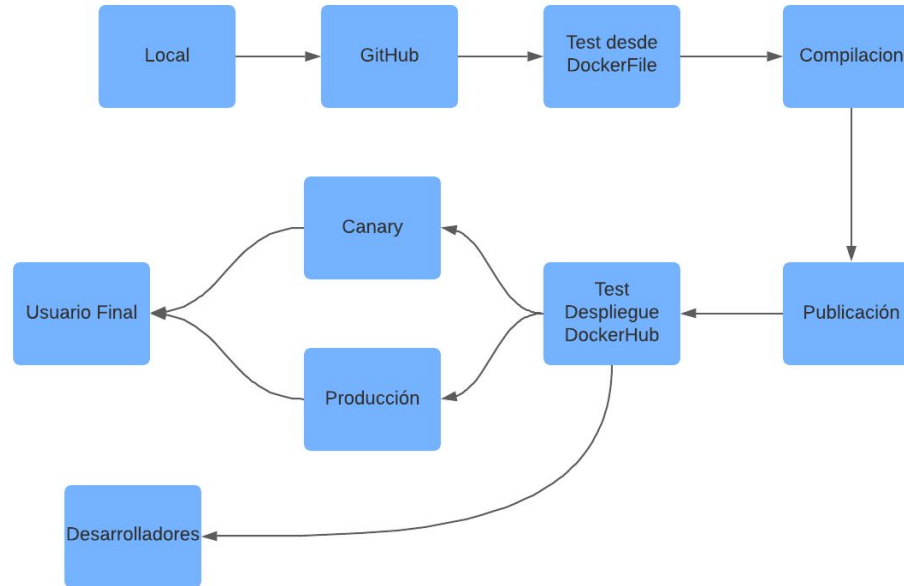 Local
GitHub
Test desde
DockerFile
Compilacion
Canary
Usuario Final
Test
Despliegue
DockerHub
Publicación
Producción
Desarrolladores